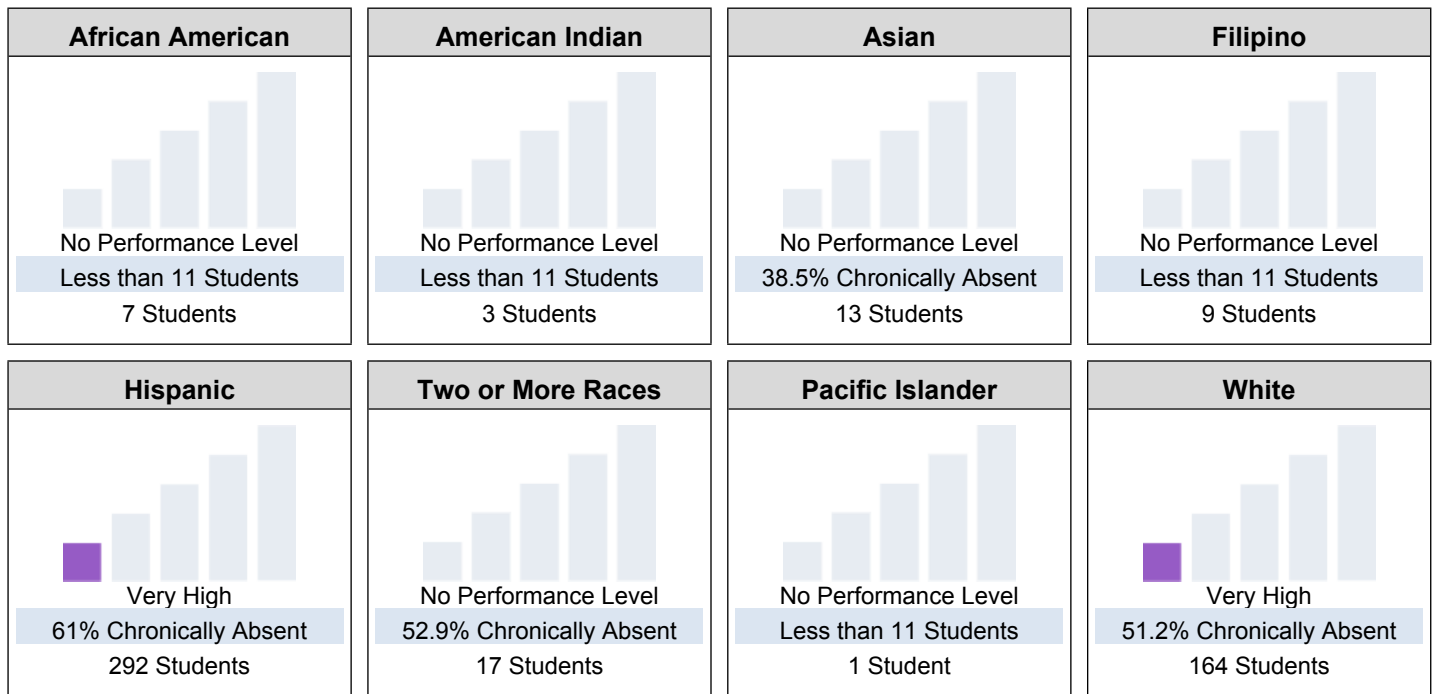 African American
No Performance Level
Less than 11 Students
7 Students
American Indian
No Performance Level
Less than 11 Students
3 Students
Asian
No Performance Level
38.5% Chronically Absent
13 Students
Filipino
No Performance Level
Less than 11 Students
9 Students
Hispanic
Very High
61% Chronically Absent
292 Students
Two or More Races
No Performance Level
52.9% Chronically Absent
17 Students
Pacific Islander
No Performance Level
Less than 11 Students
1 Student
White
Very High
51.2% Chronically Absent
164 Students